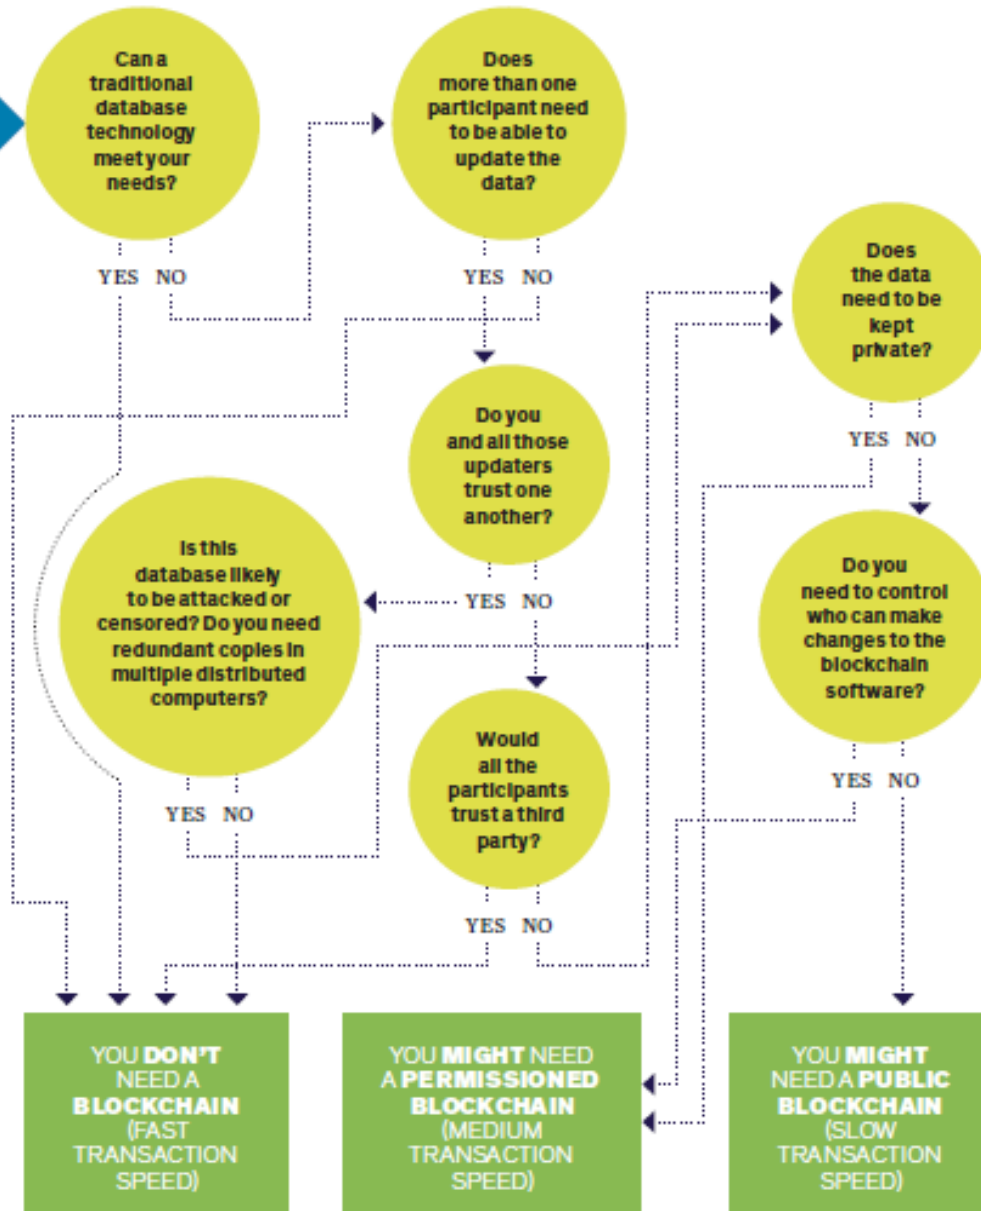 Can a
traditional
database
technology
meet your
needs?
YES NO
Does
more than one
participant need
to be able to
update the
data?
YES NO
Does
the data
need to be
kept
private?
YES NO
Do you
and all those
updaters
trust one
another?
YES NO
Is this
database likely
to be attacked or
censored? Do you need
redundant copies in
multiple distributed
computers?
YES NO
Do you
need to control
who can make
changes to the
blockchain
software?
YES NO
Would
all the
participants
trust a third
party?
YES NO
YOU DON'T
NEED A
BLOCKCHAIN
(FAST
TRANSACTION
SPEED)
YOU MIGHT NEED
A PERMISSIONED
BLOCKCHAIN
(MEDIUM
TRANSACTION
SPEED)
YOU MIGHT
NEED A PUBLIC
BLOCKCHAIN
(SLOW
TRANSACTION
SPEED)